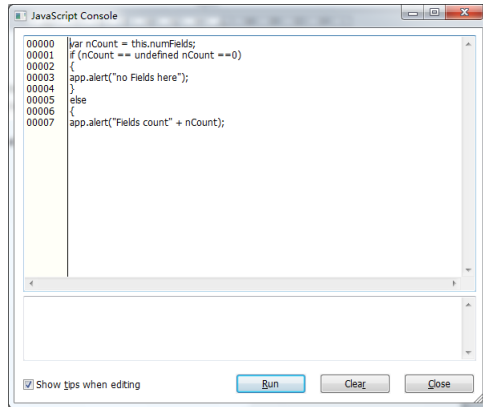 JavaScript Console
00000 var nCount = this.numFields;
00001 if (nCount == undefined nCount ==0)
00002 {
00003 app.alert("no Fields here");
00004 }
00005 else
00006 {
00007 app.alert("Fields count" + nCount);
Show tips when editing Run Clear Close